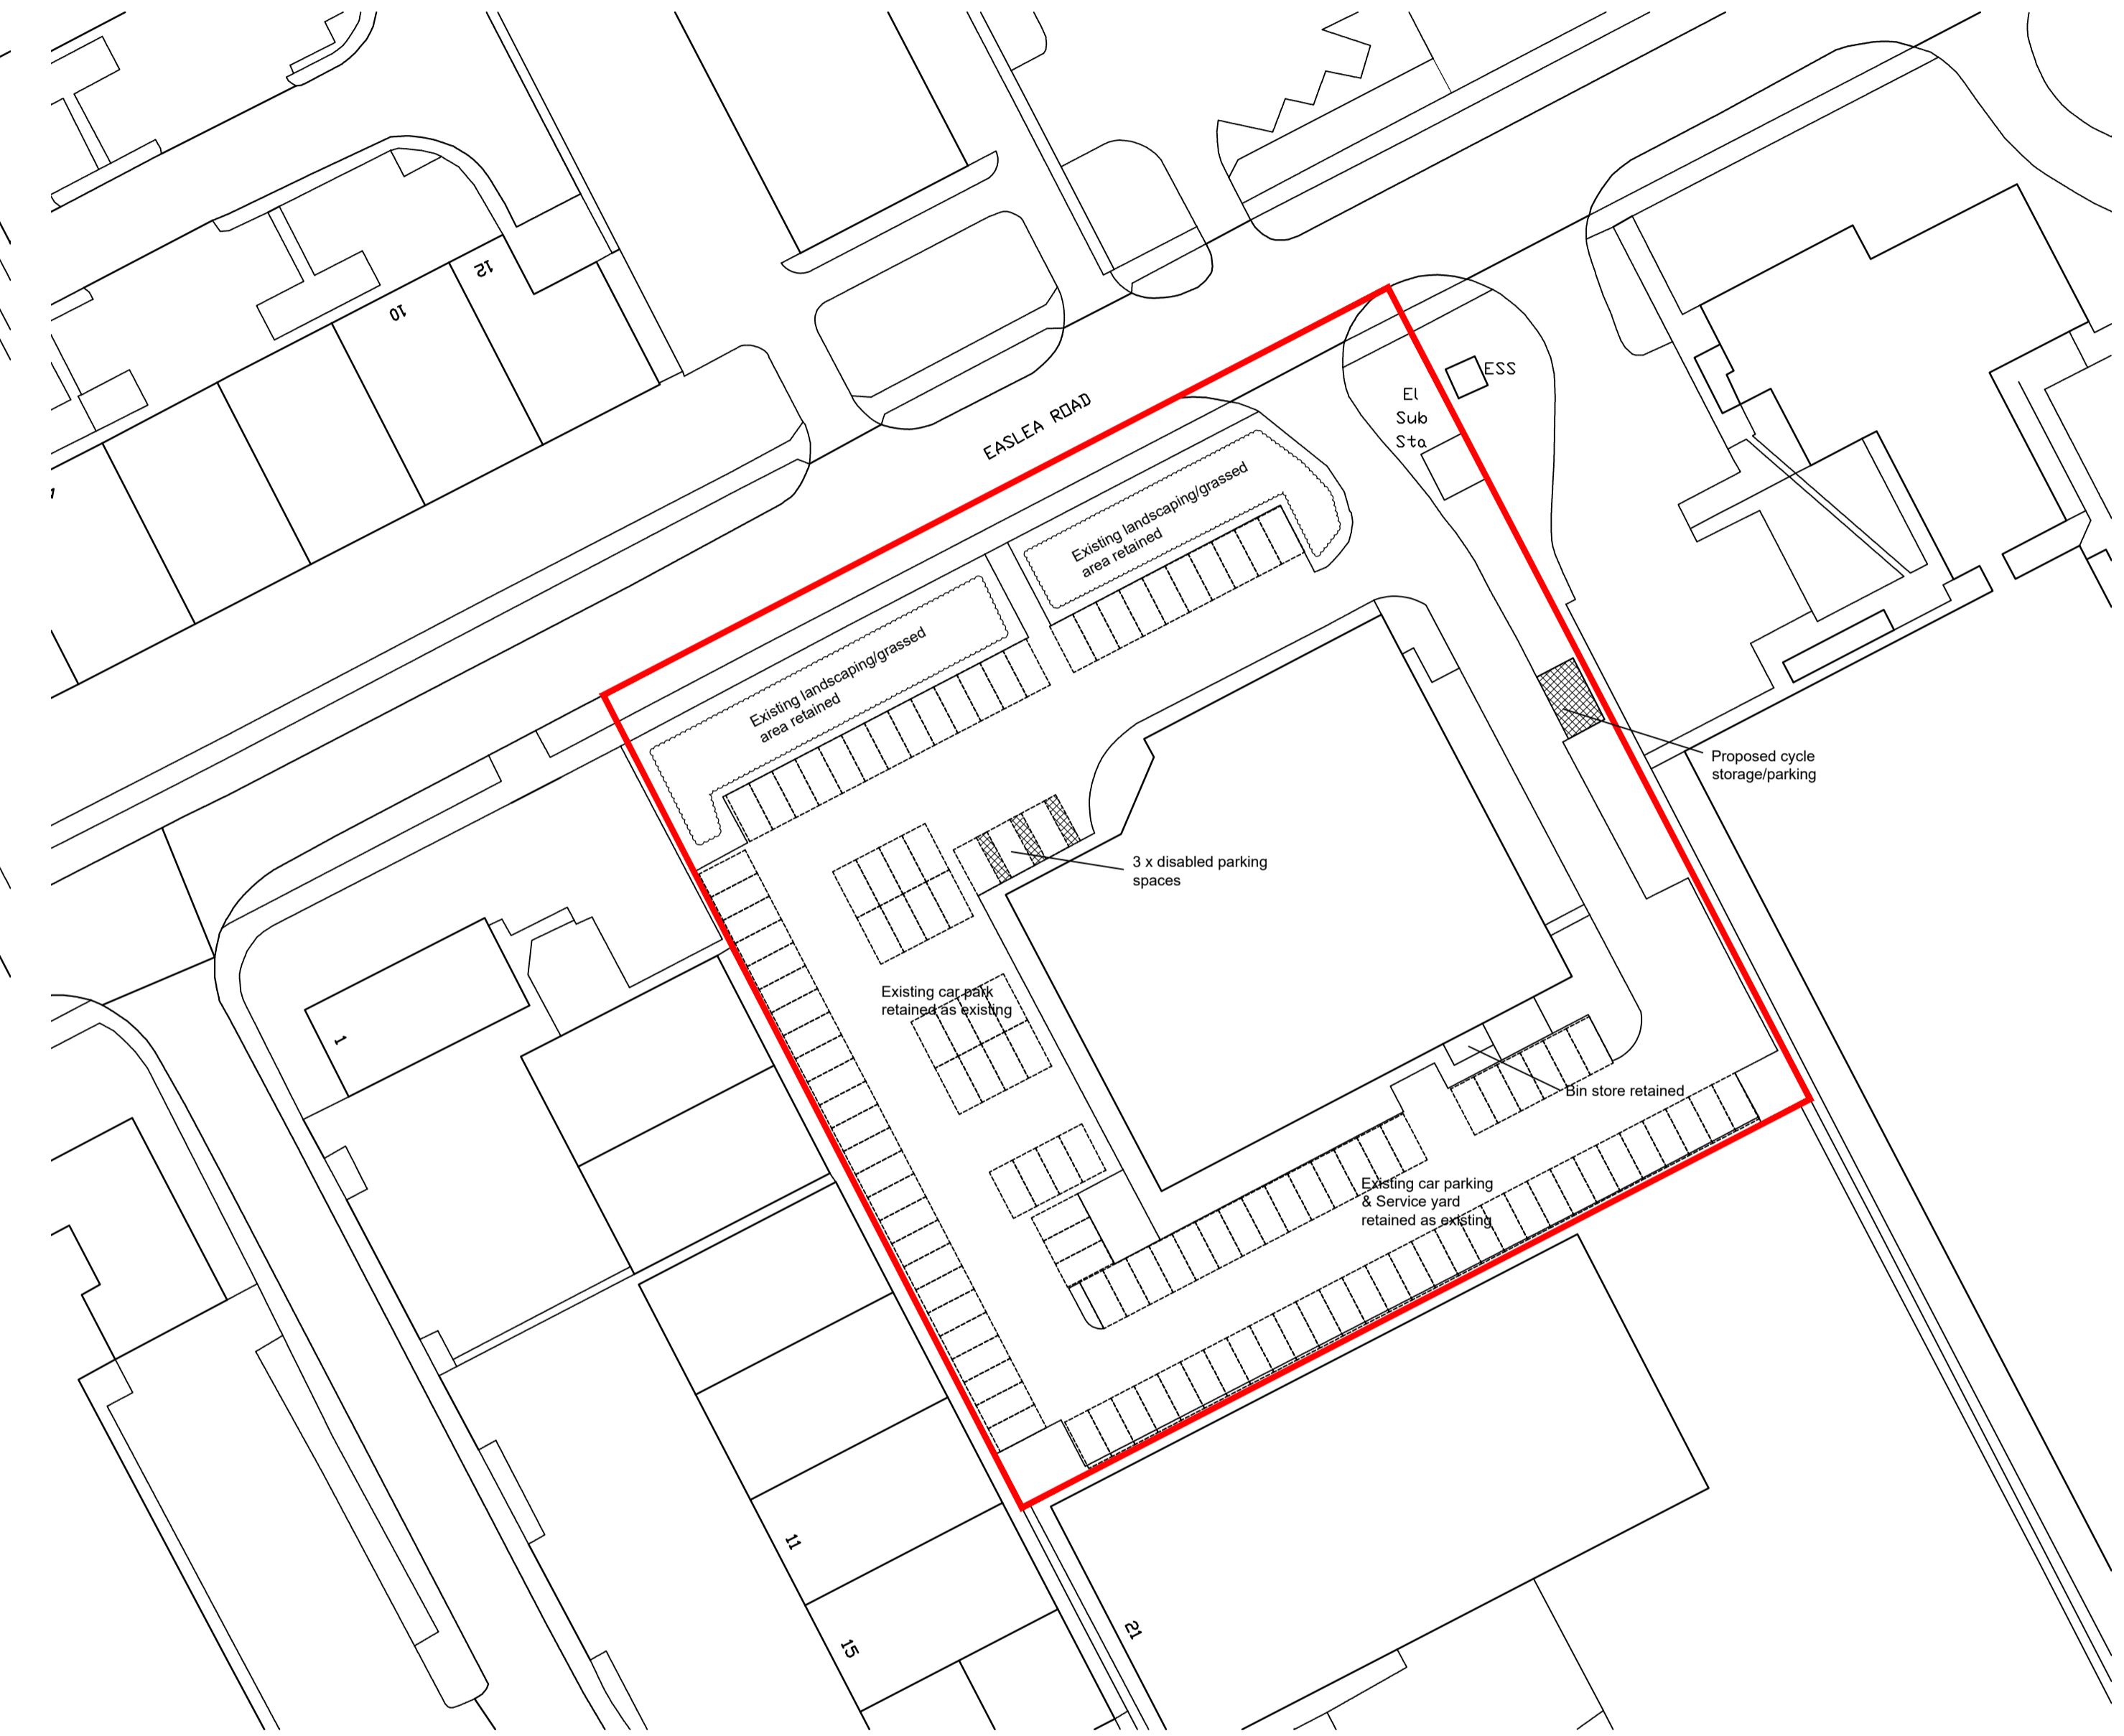 12
10
ESS
El
Sub
Sta
EASLEA ROAD
Existing landscaping/grassed
area retained
Existing landscaping/grassed
area retained
Proposed cycle
storage/parking
3 x disabled parking
spaces
Existing car park
retained as existing
1
Bin store retained
Existing car parking
& Service yard
retained as existing
11
15
21